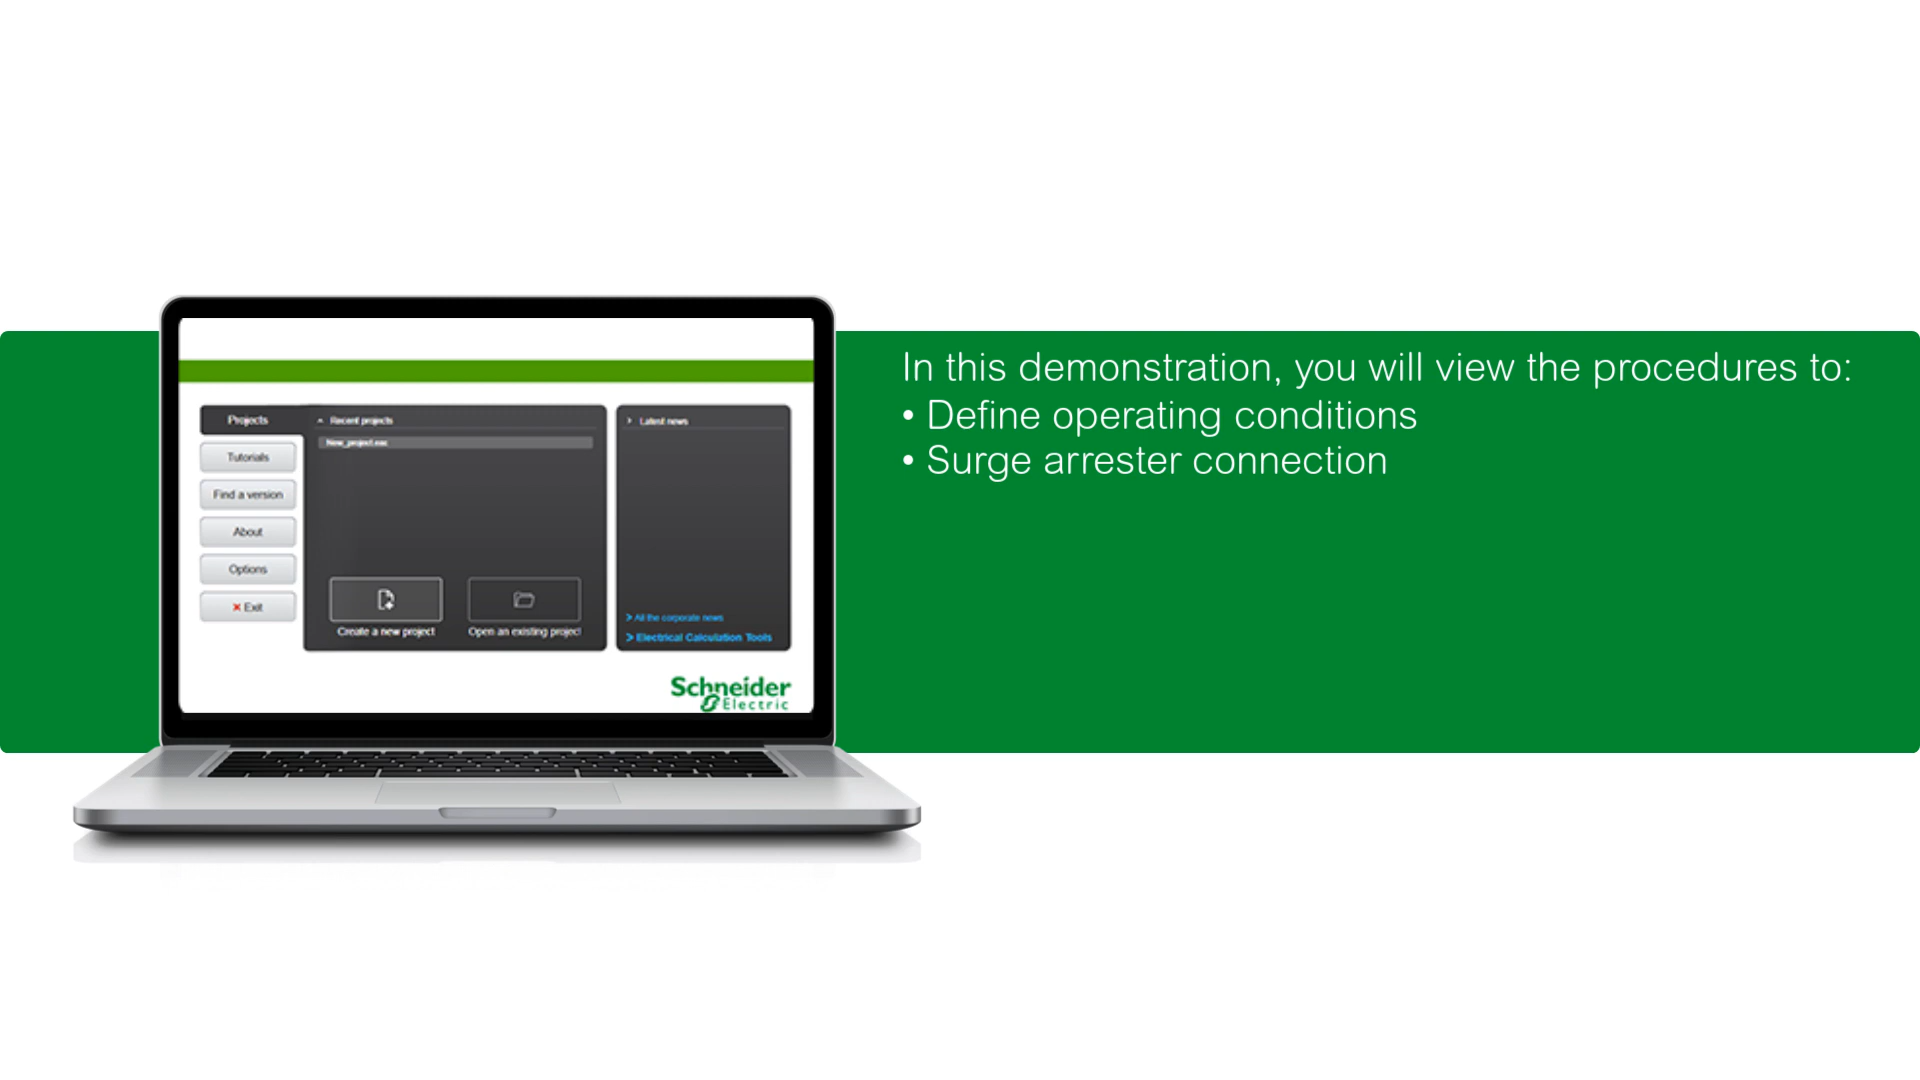 In this demonstration, you will view the procedures to:
• Define operating conditions
• Surge arrester connection
Projects
Tutorials
Find a version
About
Options
× Exit
Recent projects
New_project.eac
Create a new project
Open an existing project
Latest news
> All the corporate news
> Electrical Calculation Tools
Schneider
Electric